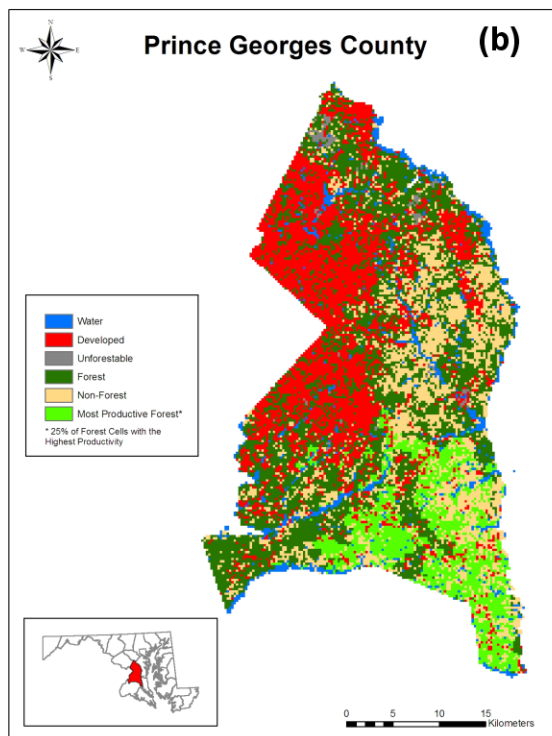 N
W E
S
Prince Georges County (b)
Water
Developed
Unforestable
Forest
Non-Forest
Most Productive Forest*
* 25% of Forest Cells with the
Highest Productivity
0 5 10 15
Kilometers